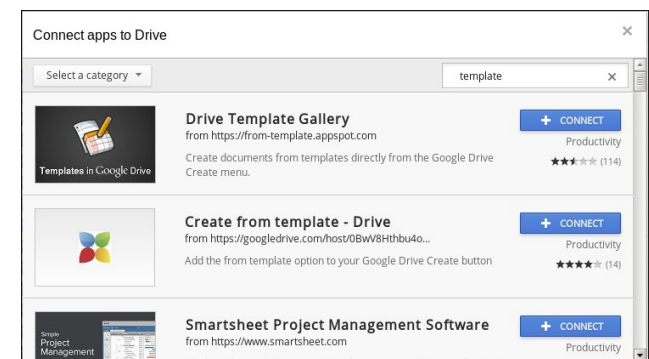 Connect apps to Drive
Select a category
template
Templates in Google Drive
Drive Template Gallery
from https://from-template.appspot.com
Create documents from templates directly from the Google Drive
Create menu.
CONNECT
Productivity
(114)
Create from template - Drive
from https://googledrive.com/host/0BwV8Hthbu4o...
Add the from template option to your Google Drive Create button
CONNECT
Productivity
(14)
Simple
Project
Management
Smartsheet Project Management Software
from https://www.smartsheet.com
CONNECT
Productivity